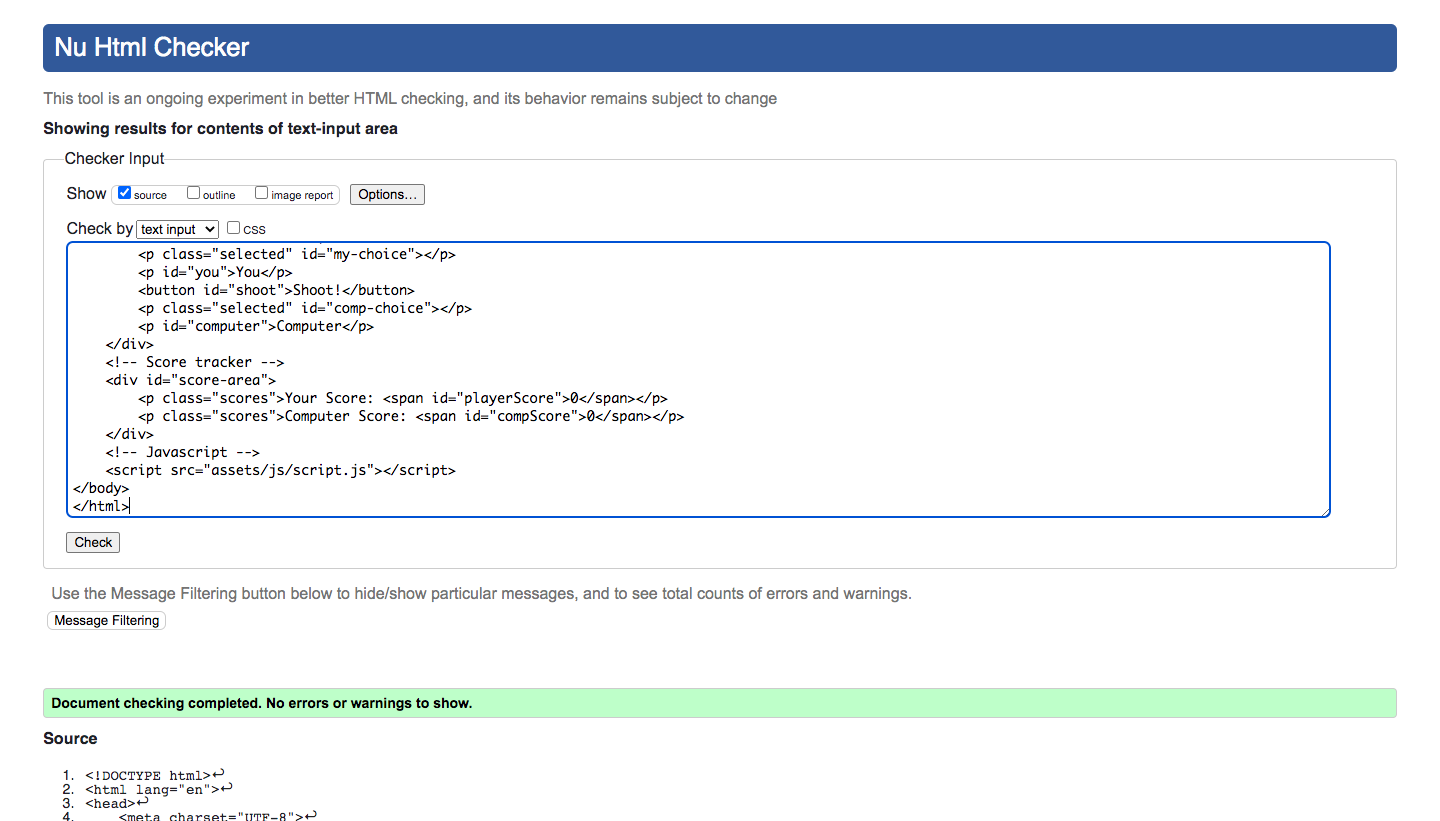 Nu Html Checker
This tool is an ongoing experiment in better HTML checking, and its behavior remains subject to change
Showing results for contents of text-input area
Checker Input
Show source outline image report Options...
Check by text input CSS
<p class="selected" id="my-choice"></p>
<p id="you">You</p>
<button id="shoot">Shoot!</button>
<p class="selected" id="comp-choice"></p>
<p id="computer">Computer</p>
</div>
<!-- Score tracker -->
<div id="score-area">
<p class="scores">Your Score: <span id="playerScore">0</span></p>
<p class="scores">Computer Score: <span id="compScore">0</span></p>
</div>
<!-- Javascript -->
<script src="assets/js/script.js"></script>
</body>
</html>
Check
Use the Message Filtering button below to hide/show particular messages, and to see total counts of errors and warnings.
Message Filtering
Document checking completed. No errors or warnings to show.
Source
1. <!DOCTYPE html>↩
2. <html lang="en">↩
3. <head>↩
4. <meta charset="UTF-8">↩